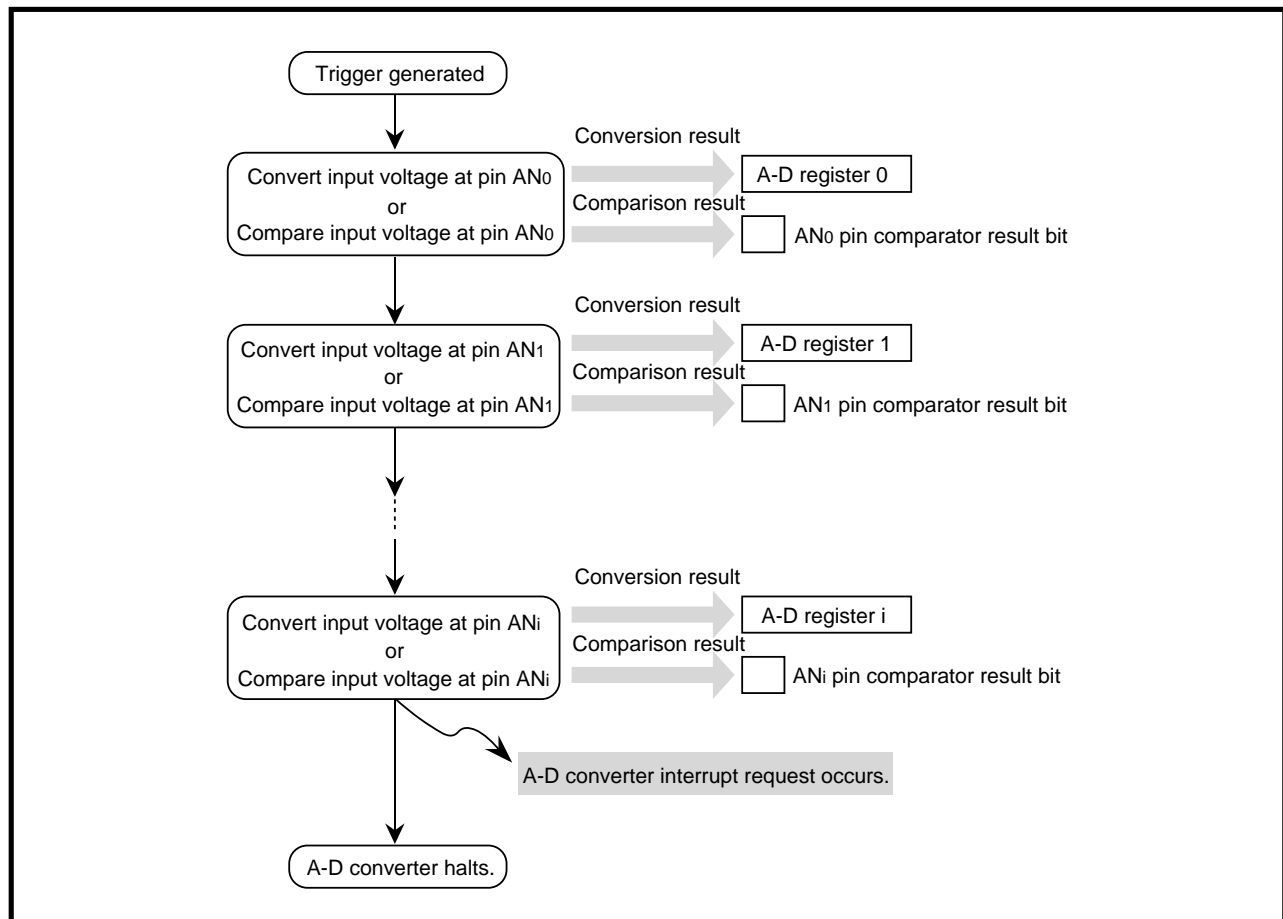 Trigger generated
Conversion result
Convert input voltage at pin AN0
or
Compare input voltage at pin AN0
A-D register 0
Comparison result
AN0 pin comparator result bit
Conversion result
Convert input voltage at pin AN1
or
Compare input voltage at pin AN1
A-D register 1
Comparison result
AN1 pin comparator result bit
Conversion result
Convert input voltage at pin ANi
or
Compare input voltage at pin ANi
A-D register i
Comparison result
ANi pin comparator result bit
A-D converter interrupt request occurs.
A-D converter halts.